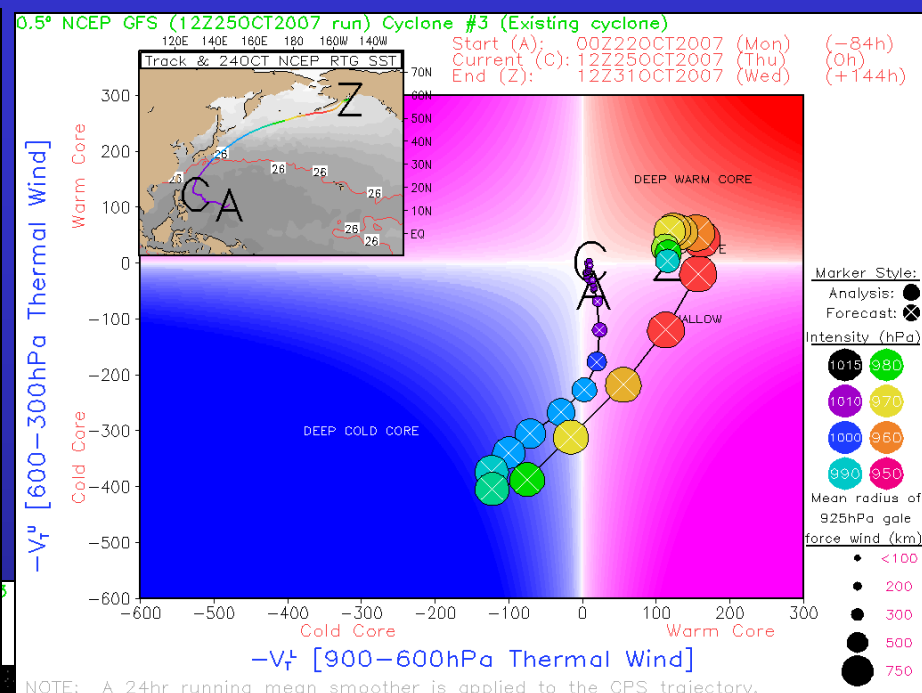 0.5° NCEP GFS (12Z25OCT2007 run) Cyclone #3 (Existing cyclone)
Start (A): 00Z22OCT2007 (Mon) (−84h)
Current (C): 12Z25OCT2007 (Thu) (0h)
End (Z): 12Z31OCT2007 (Wed) (+144h)
120E 140E 160E 180 160W 140W
Track & 24OCT NCEP RTG SST
70N
60N
50N
40N
30N
20N
10N
EQ
26
26
26
26
26
26
26
Z
C
A
−VTU [600−300hPa Thermal Wind]
Warm Core
Cold Core
300
200
100
0
−100
−200
−300
−400
−500
−600
DEEP WARM CORE
C
A
Z
E
ALLOW
DEEP COLD CORE
−600 −500 −400 −300 −200 −100 0 100 200 300
Cold Core Warm Core
−VTL [900−600hPa Thermal Wind]
Marker Style:
Analysis:
Forecast:
Intensity (hPa)
1015 980
1010 970
1000 960
990 950
Mean radius of
925hPa gale
force wind (km)
<100
200
300
500
750
NOTE: A 24hr running mean smoother is applied to the CPS trajectory.